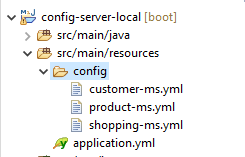 config-server-local [boot]
src/main/java
src/main/resources
config
customer-ms.yml
product-ms.yml
shopping-ms.yml
application.yml